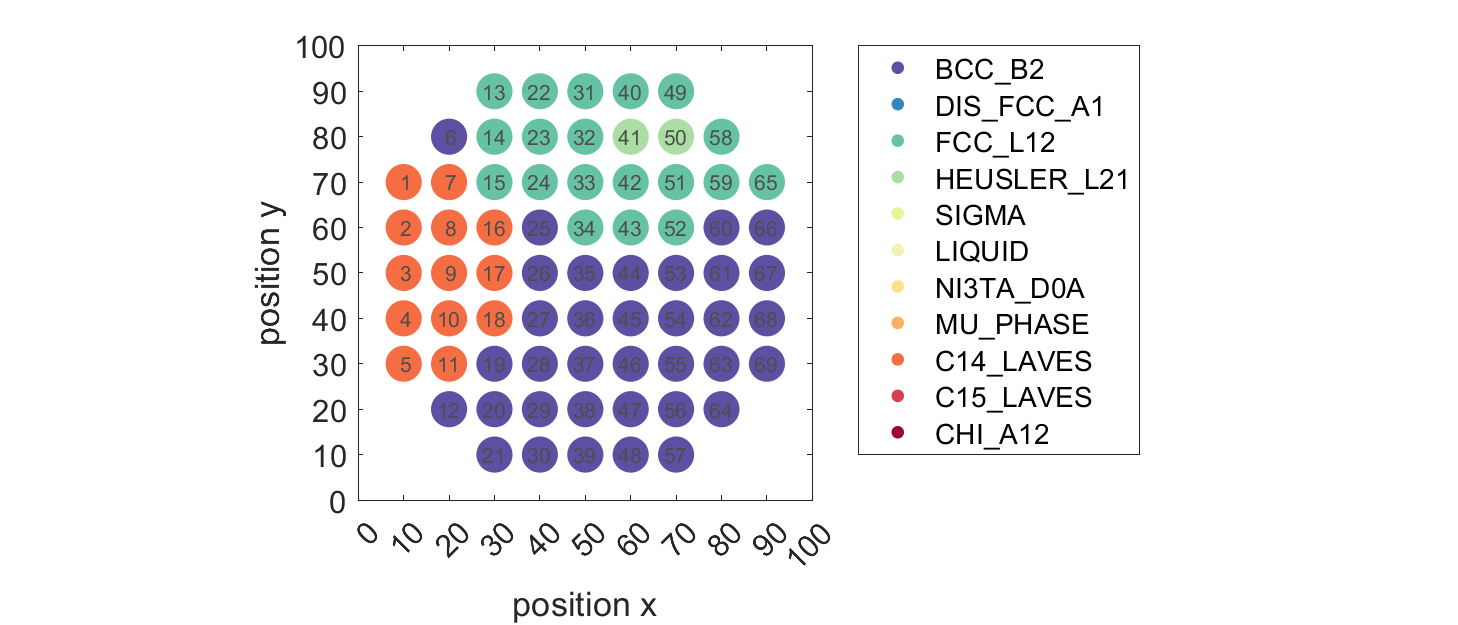 100
90
80
70
60
50
40
30
20
10
0
13 22 31 40 49
6 14 23 32 41 50 58
1 7 15 24 33 42 51 59 65
2 8 16 25 34 43 52 60 66
3 9 17 26 35 44 53 61 67
4 10 18 27 36 45 54 62 68
5 11 19 28 37 46 55 63 69
12 20 29 38 47 56 64
21 30 39 48 57
0 10 20 30 40 50 60 70 80 90 100
position x
position y
BCC_B2
DIS_FCC_A1
FCC_L12
HEUSLER_L21
SIGMA
LIQUID
NI3TA_D0A
MU_PHASE
C14_LAVES
C15_LAVES
CHI_A12